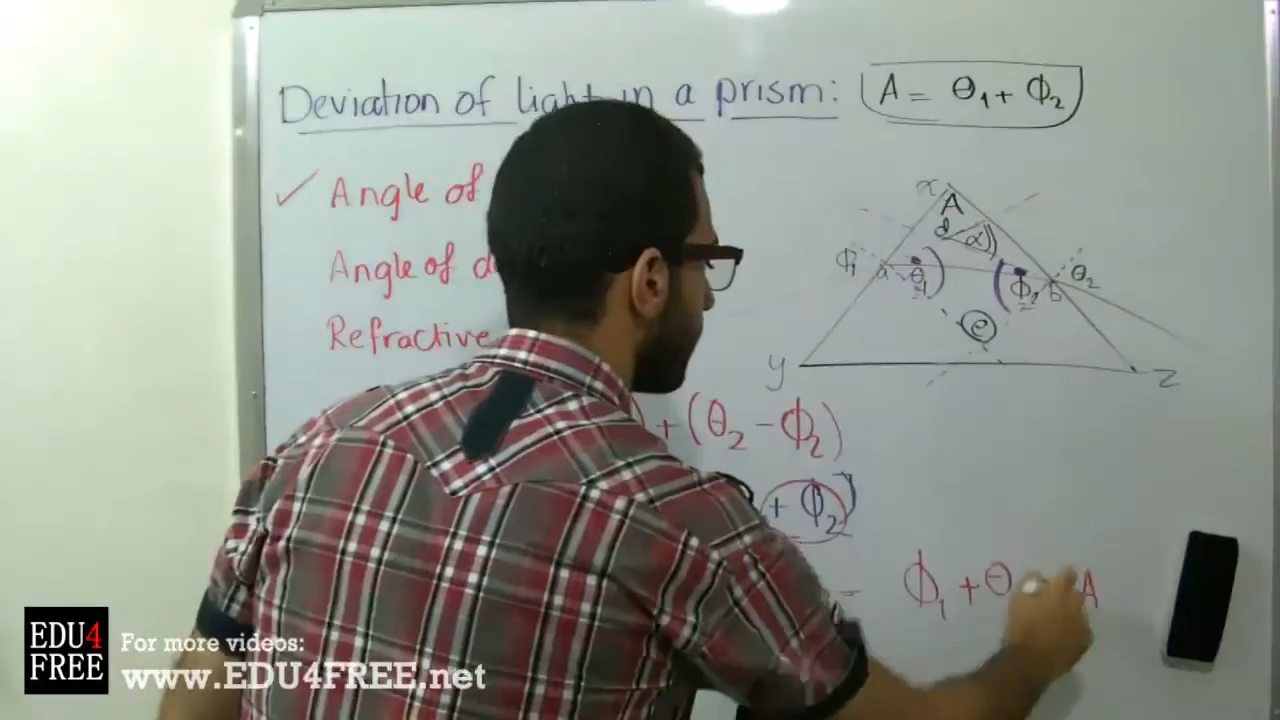 Deviation of light in a prism: A = θ₁ + ϕ₂
✓ Angle of
Angle of
Refractive
x
A
d α
ϕ₁ a θ₁ ϕ₂ b θ₂
e
y z
+ (θ₂ - ϕ₂)
+ ϕ₂)
= ϕ₁ + θ A
EDU4
FREE
For more videos:
www.EDU4FREE.net